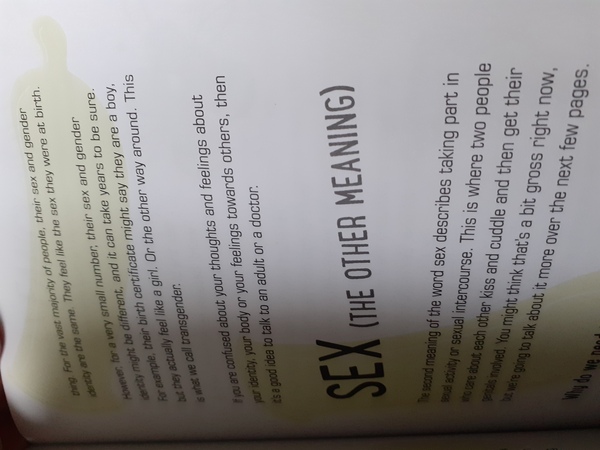 thing. For the vast majority of people, their sex and gender
identity are the same. They feel like the sex they were at birth.
However, for a very small number, their sex and gender
identity might be different, and it can take years to be sure.
For example, their birth certificate might say they are a boy,
but they actually feel like a girl. Or the other way around. This
is what we call transgender.
If you are confused about your thoughts and feelings about
your identity, your body or your feelings towards others, then
it's a good idea to talk to an adult or a doctor.
SEX (THE OTHER MEANING)
The second meaning of the word sex describes taking part in
sexual activity or sexual intercourse. This is where two people
who care about each other kiss and cuddle and then get their
genitals involved. You might think that's a bit gross right now,
but we're going to talk about it more over the next few pages.
Why do we need